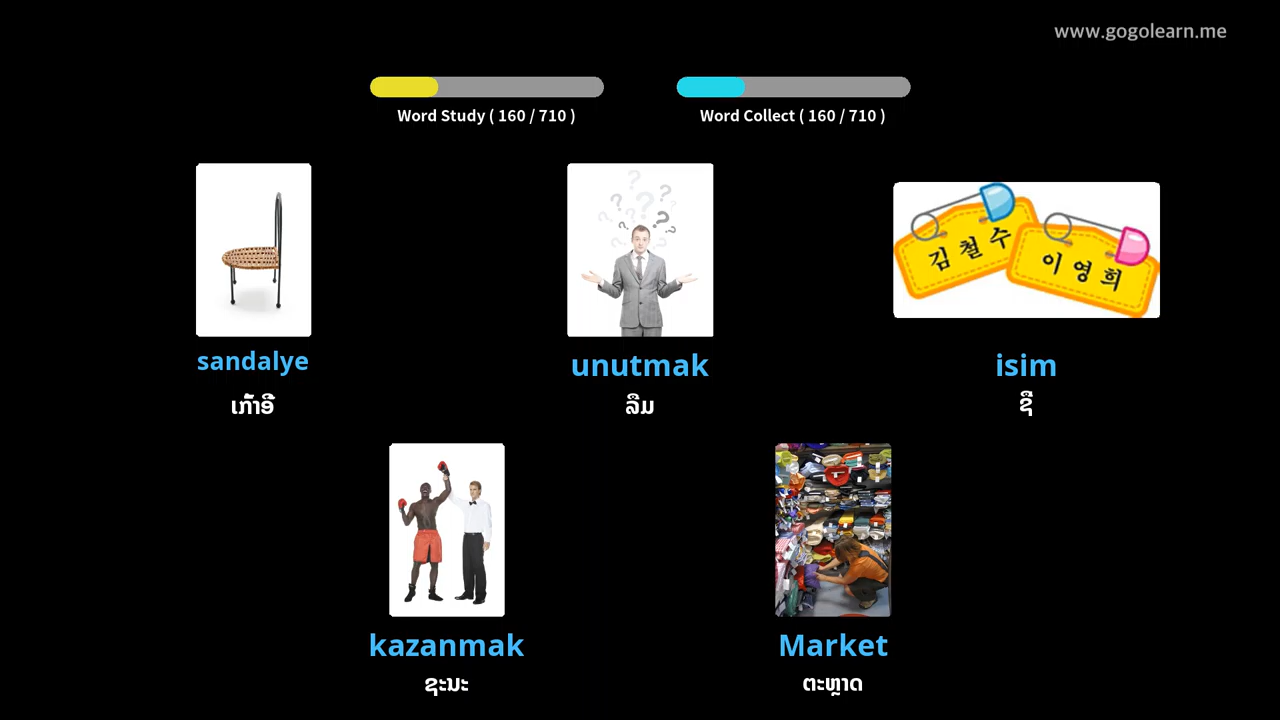 www.gogolearn.me
Word Study ( 160 / 710 )
Word Collect ( 160 / 710 )
김철수
이영희
sandalye
unutmak
isim
ເກົ້າອີ້
ລືມ
ຊື່
kazanmak
Market
ຊະນະ
ຕະຫຼາດ